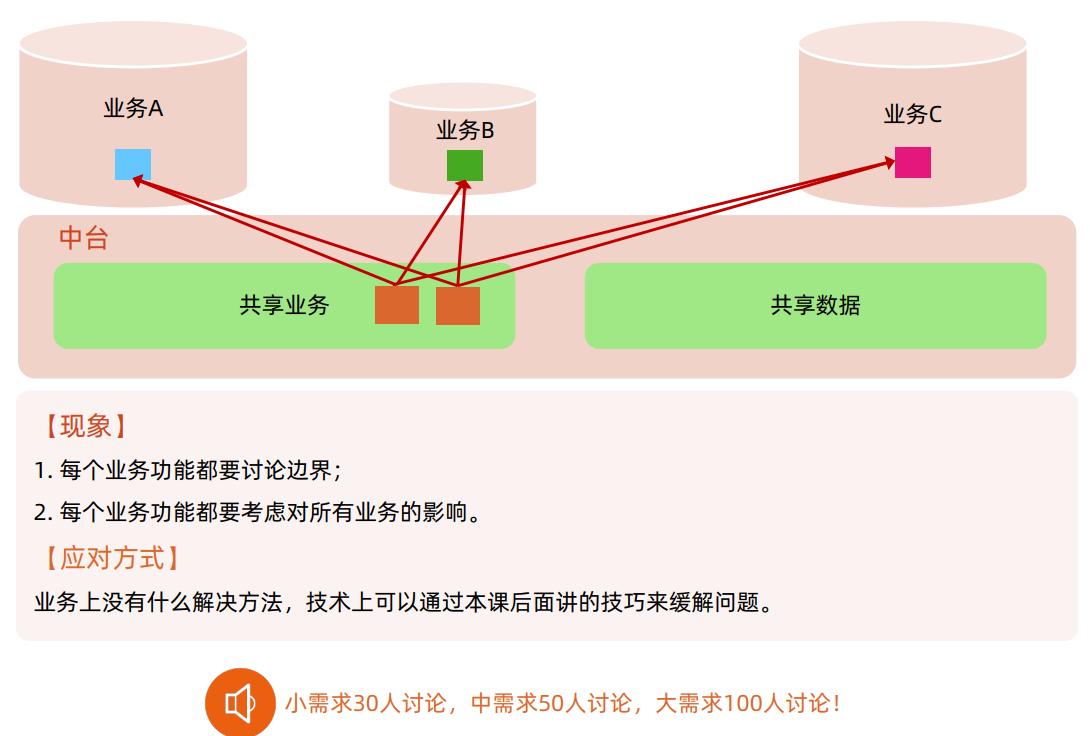 业务A
业务B
业务C
中台
共享业务
共享数据
【现象】
1. 每个业务功能都要讨论边界；
2. 每个业务功能都要考虑对所有业务的影响。
【应对方式】
业务上没有什么解决方法，技术上可以通过本课后面讲的技巧来缓解问题。
小需求30人讨论，中需求50人讨论，大需求100人讨论！